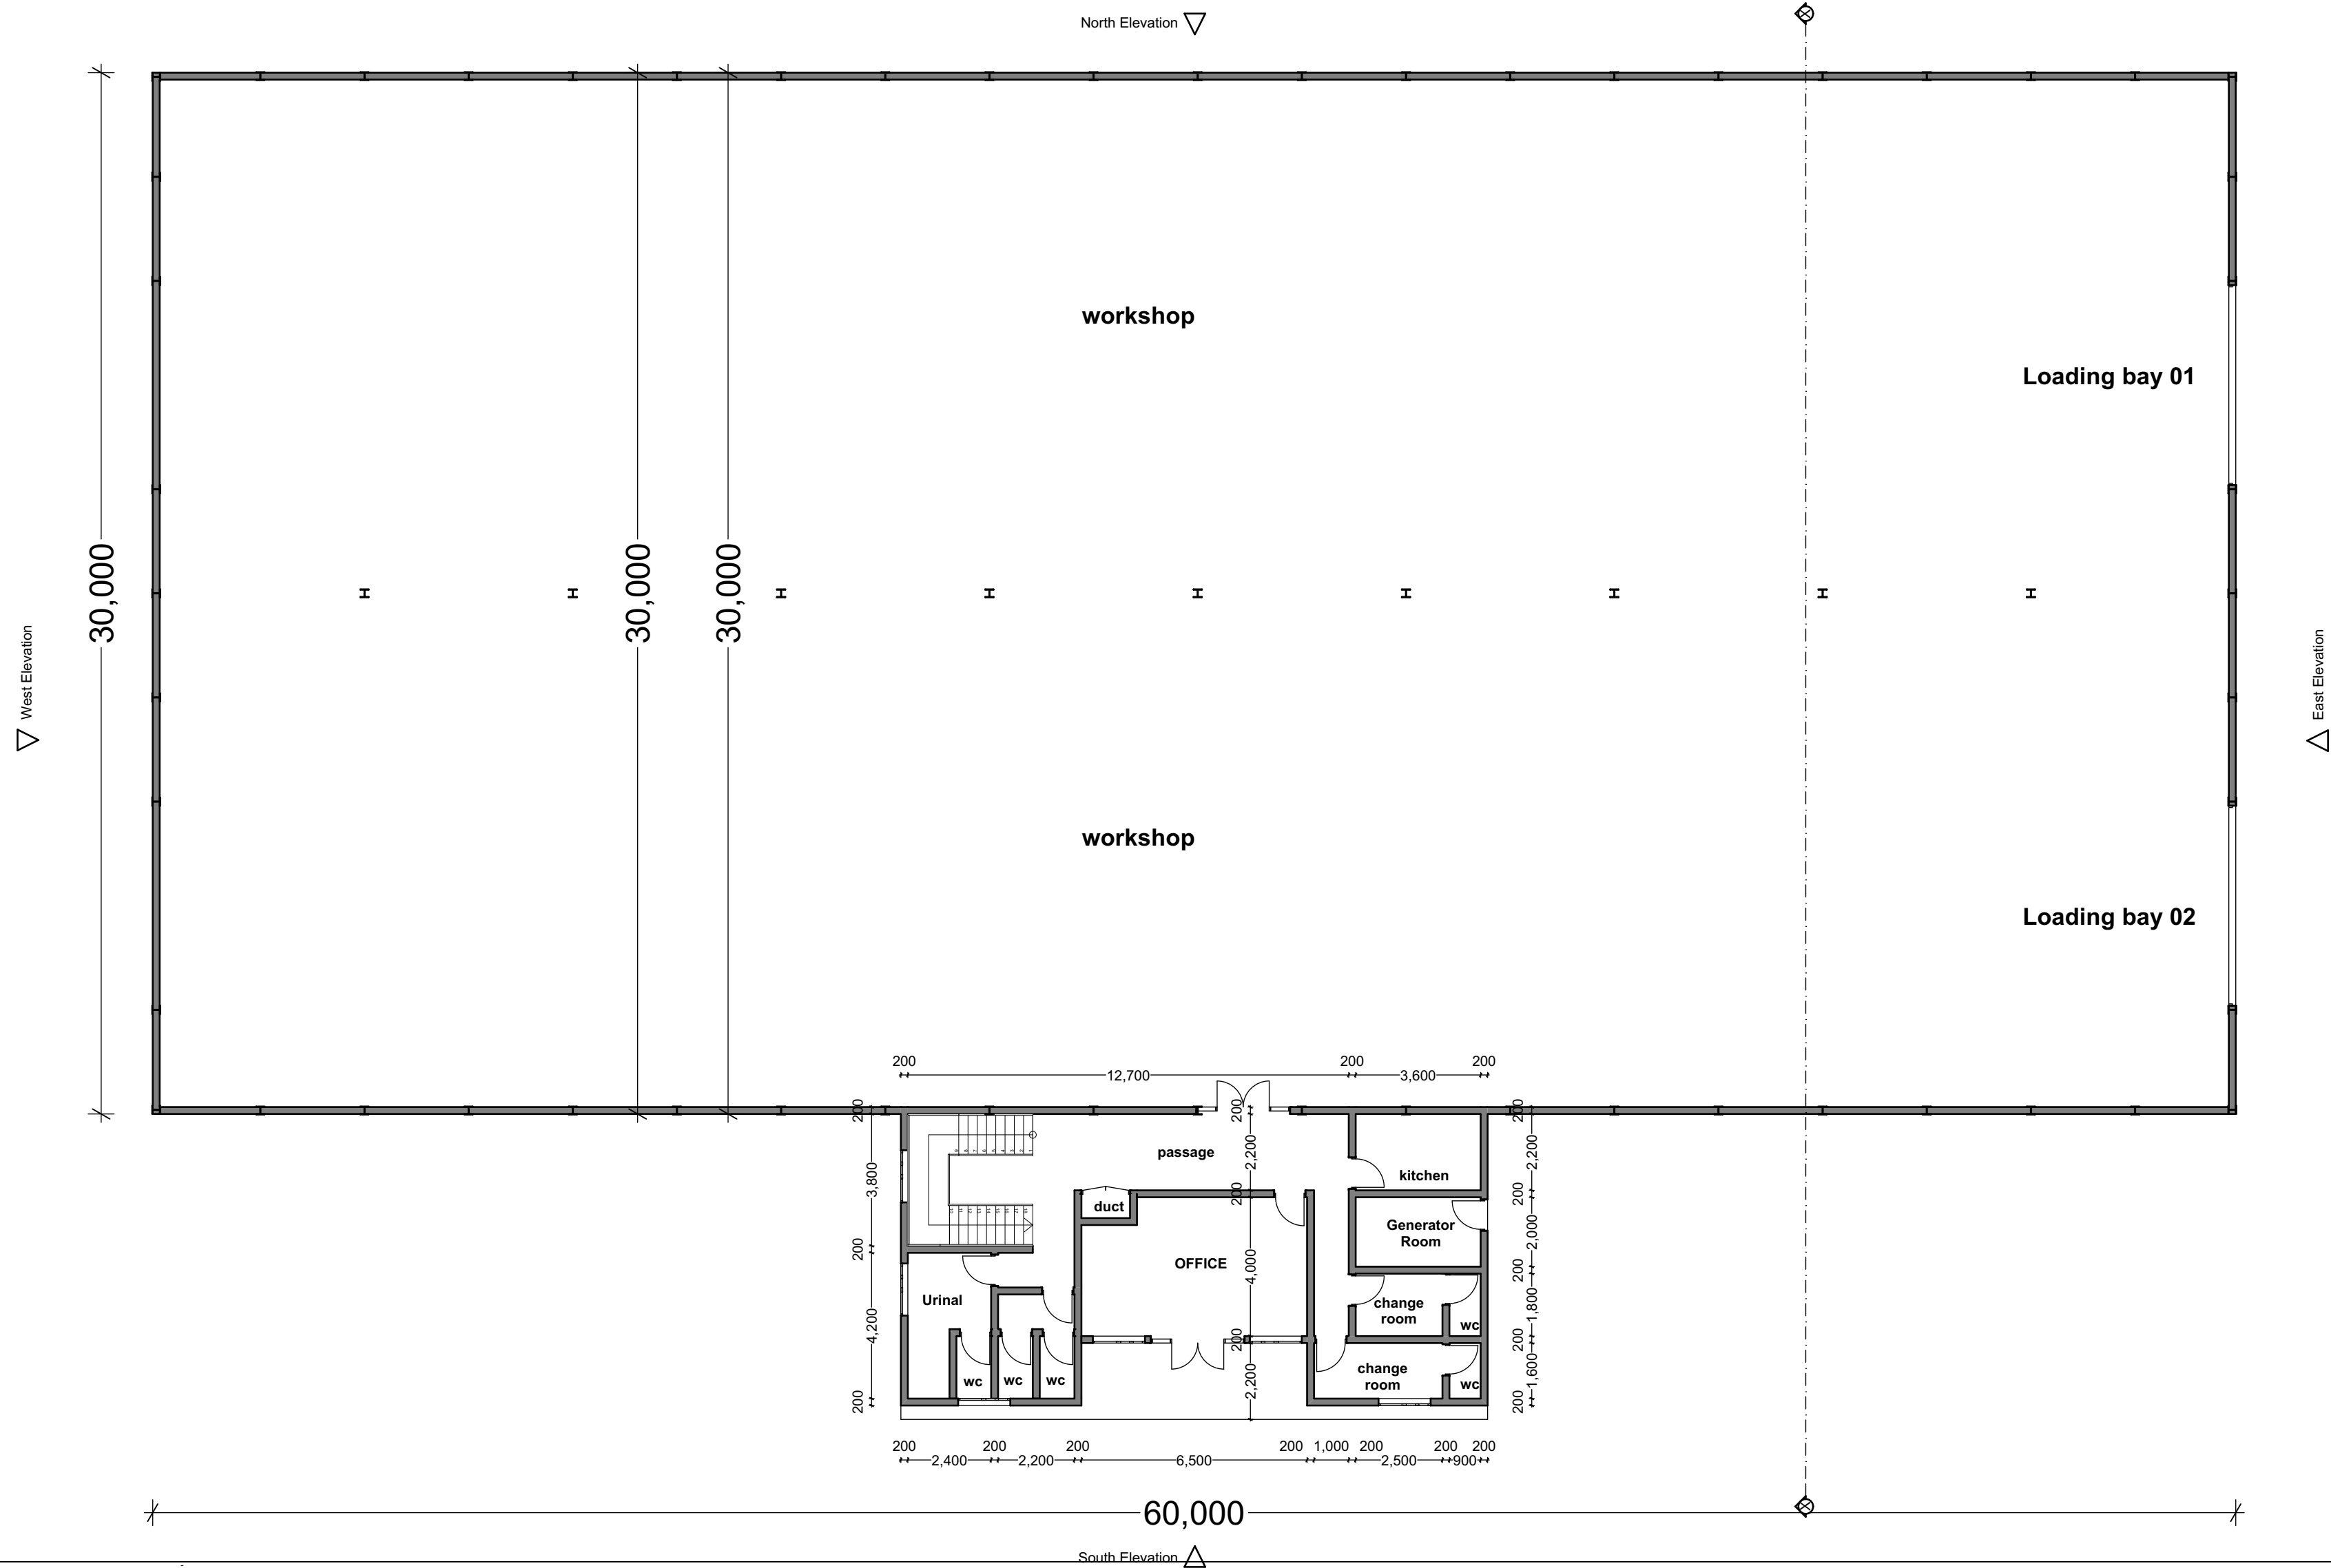 North Elevation
workshop
Loading bay 01
30,000
30,000
30,000
West Elevation
East Elevation
workshop
Loading bay 02
200
200
200
12,700
3,600
200
200
200
passage
2,200
2,200
3,800
kitchen
200
200
duct
Generator
Room
2,000
200
OFFICE
4,000
200
Urinal
change
room
1,800
wc
4,200
200
200
change
room
1,600
wc
wc
wc
wc
2,200
200
200
200
200
200
200
1,000
200
200
200
2,400
2,200
6,500
2,500
900
60,000
South Elevation